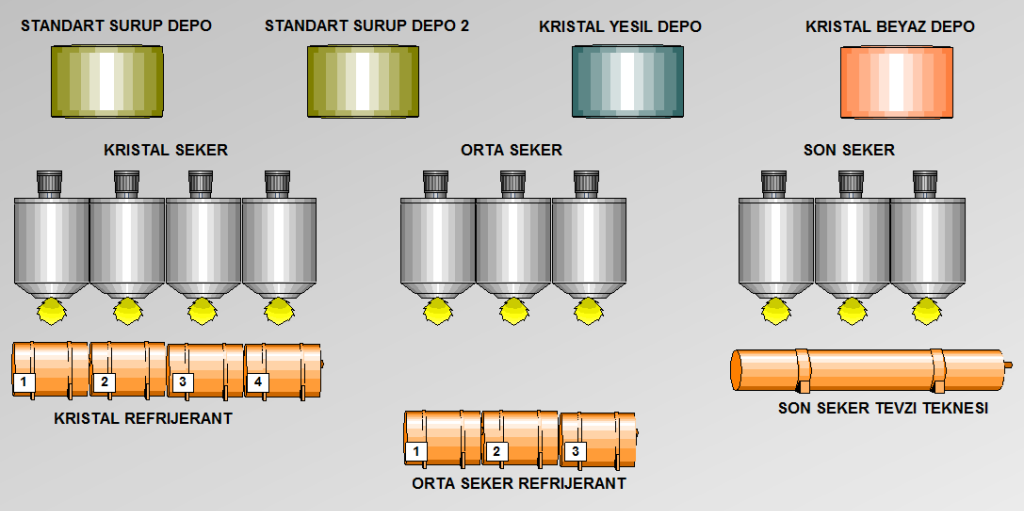 STANDART SURUP DEPO
STANDART SURUP DEPO 2
KRISTAL YESIL DEPO
KRISTAL BEYAZ DEPO
KRISTAL SEKER
ORTA SEKER
SON SEKER
1
2
3
4
KRISTAL REFRIJERANT
SON SEKER TEVZI TEKNESI
1
2
3
ORTA SEKER REFRIJERANT